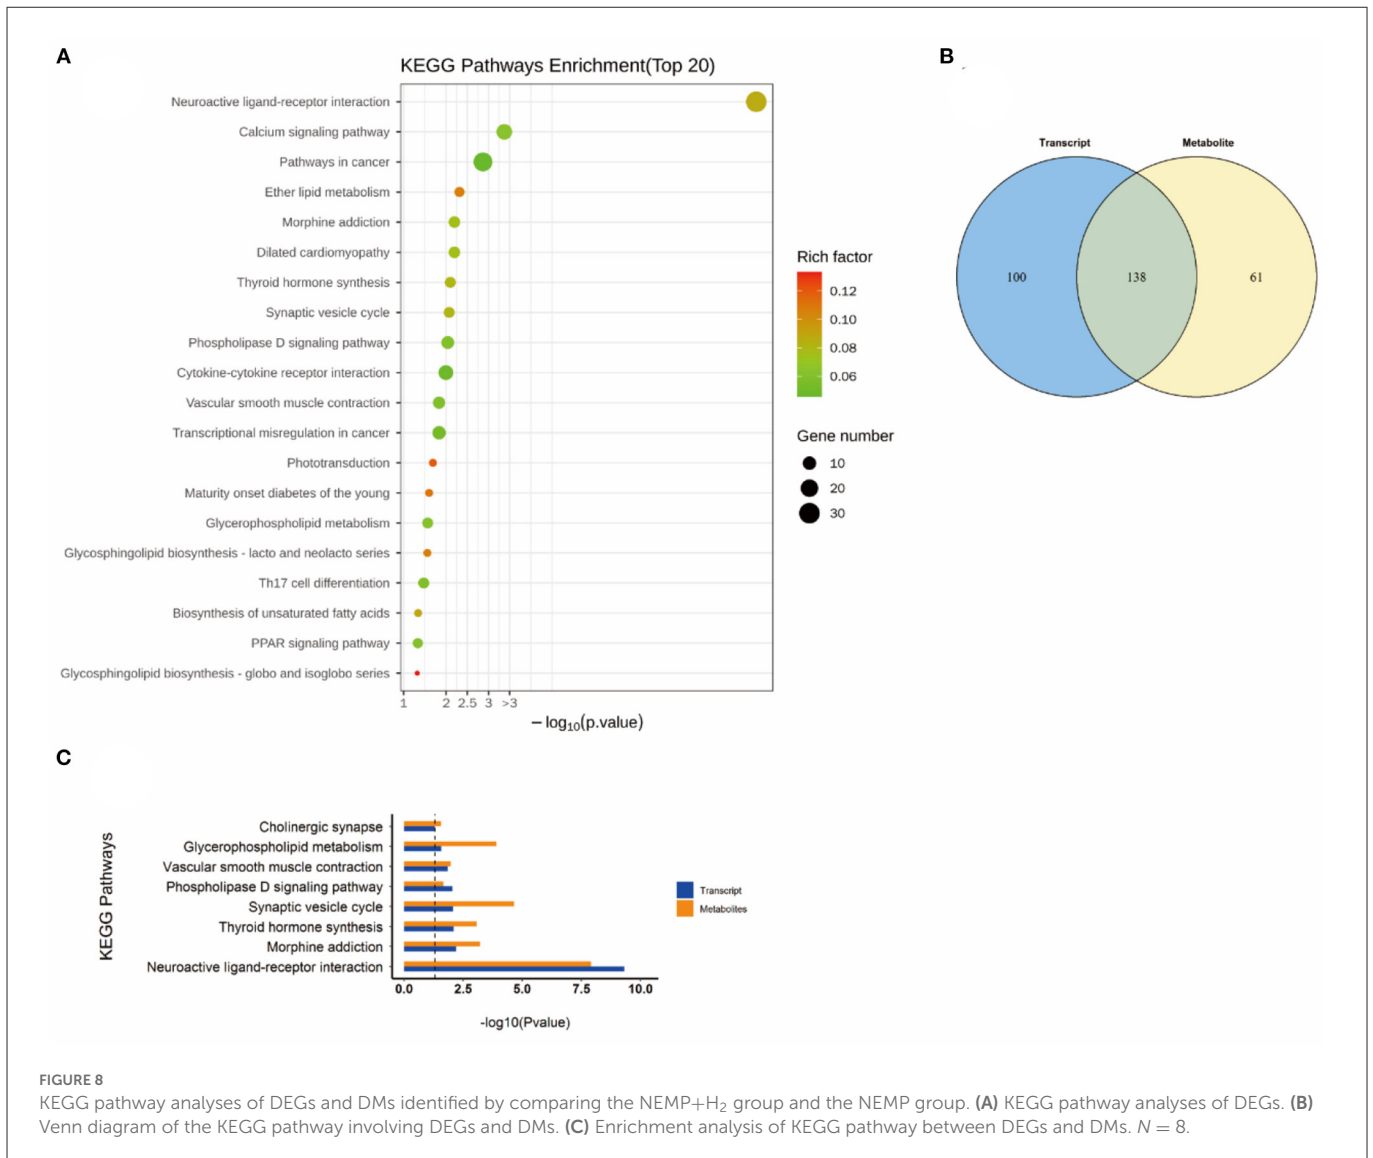 A
KEGG Pathways Enrichment(Top 20)
Neuroactive ligand-receptor interaction
Calcium signaling pathway
Pathways in cancer
Ether lipid metabolism
Morphine addiction
Dilated cardiomyopathy
Thyroid hormone synthesis
Synaptic vesicle cycle
Phospholipase D signaling pathway
Cytokine-cytokine receptor interaction
Vascular smooth muscle contraction
Transcriptional misregulation in cancer
Phototransduction
Maturity onset diabetes of the young
Glycerophospholipid metabolism
Glycosphingolipid biosynthesis - lacto and neolacto series
Th17 cell differentiation
Biosynthesis of unsaturated fatty acids
PPAR signaling pathway
Glycosphingolipid biosynthesis - globo and isoglobo series
1 2 2.5 3 >3
− log10(p.value)
Rich factor
0.12
0.10
0.08
0.06
Gene number
10
20
30
B
Transcript Metabolite
100 138 61
C
KEGG Pathways
Cholinergic synapse
Glycerophospholipid metabolism
Vascular smooth muscle contraction
Phospholipase D signaling pathway
Synaptic vesicle cycle
Thyroid hormone synthesis
Morphine addiction
Neuroactive ligand-receptor interaction
0.0 2.5 5.0 7.5 10.0
-log10(Pvalue)
Transcript
Metabolites
FIGURE 8
KEGG pathway analyses of DEGs and DMs identified by comparing the NEMP+H2 group and the NEMP group. (A) KEGG pathway analyses of DEGs. (B)
Venn diagram of the KEGG pathway involving DEGs and DMs. (C) Enrichment analysis of KEGG pathway between DEGs and DMs. N = 8.